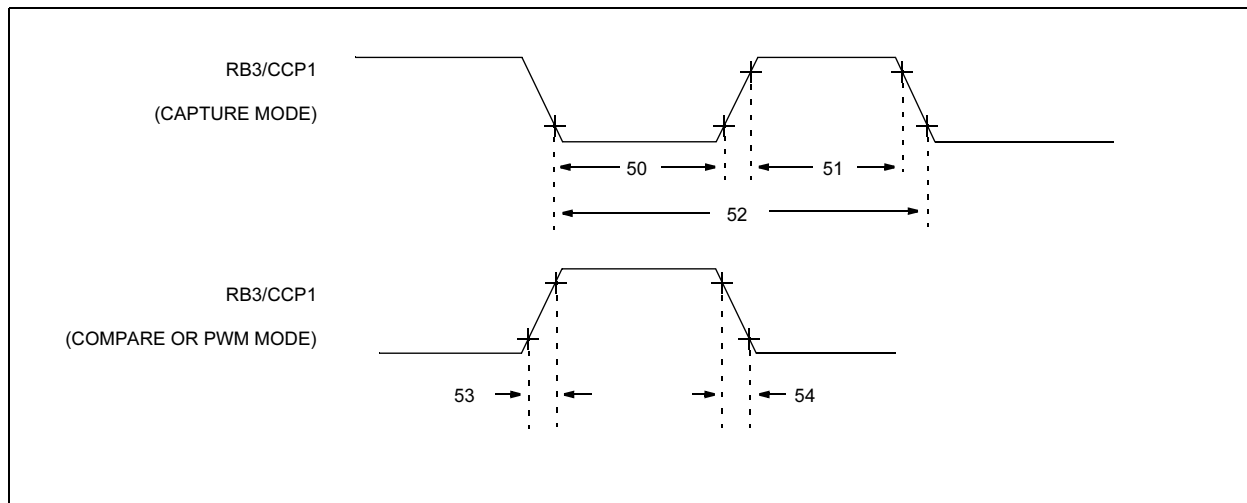 RB3/CCP1
(CAPTURE MODE)
50
51
52
RB3/CCP1
(COMPARE OR PWM MODE)
53
54